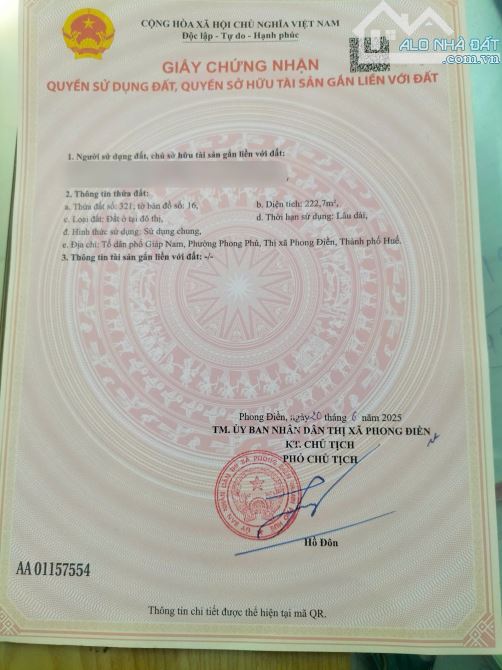 CỘNG HÒA XÃ HỘI CHỦ NGHĨA VIỆT NAM
Độc lập - Tự do - Hạnh phúc
ALO NHÀ ĐẤT
.com.vn
GIẤY CHỨNG NHẬN
QUYỀN SỬ DỤNG ĐẤT, QUYỀN SỞ HỮU TÀI SẢN GẮN LIỀN VỚI ĐẤT
1. Người sử dụng đất, chủ sở hữu tài sản gắn liền với đất:
2. Thông tin thửa đất:
a. Thửa đất số: 321, tờ bản đồ số: 16, b. Diện tích: 222,7m²,
c. Loại đất: Đất ở tại đô thị, d. Thời hạn sử dụng: Lâu dài,
đ. Hình thức sử dụng: Sử dụng chung,
e. Địa chỉ: Tổ dân phố Giáp Nam, Phường Phong Phú, Thị xã Phong Điền, Thành phố Huế.
3. Thông tin tài sản gắn liền với đất: -/-
Phong Điền, ngày 20 tháng 6 năm 2025
TM. ỦY BAN NHÂN DÂN THỊ XÃ PHONG ĐIỀN
KT. CHỦ TỊCH
PHÓ CHỦ TỊCH
Hồ Đôn
AA 01157554
Thông tin chi tiết được thể hiện tại mã QR.